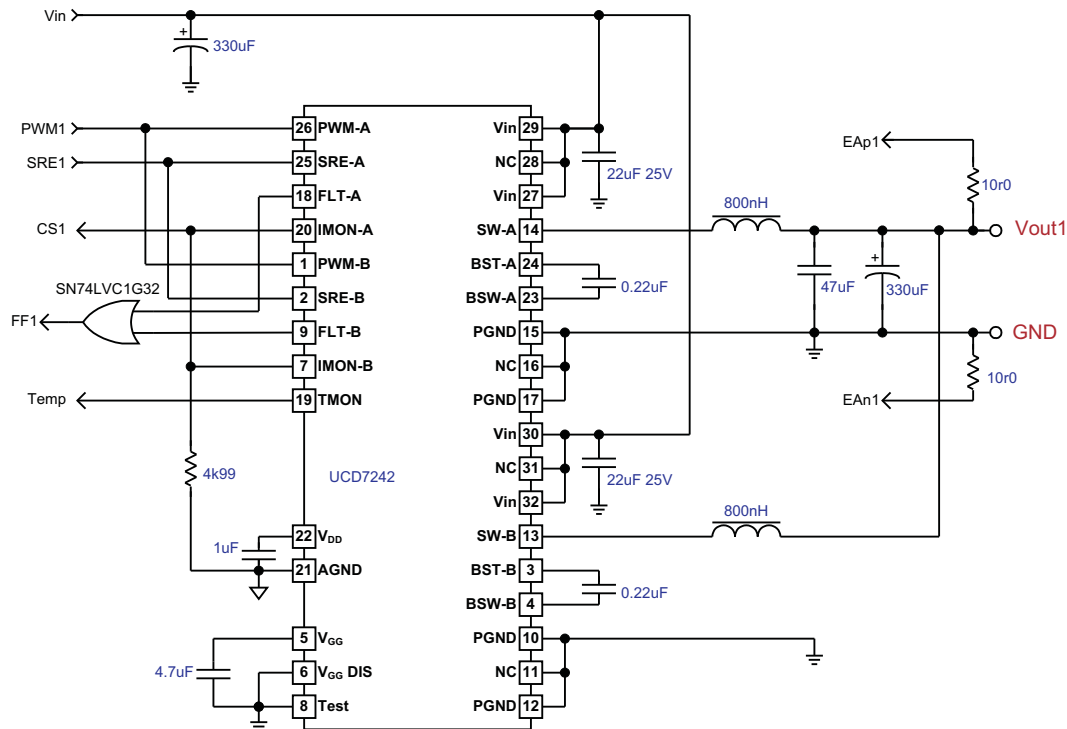 Vin
+
330uF
PWM1
26 PWM-A
Vin 29
SRE1
25 SRE-A
NC 28
22uF 25V
EAp1
10r0
18 FLT-A
Vin 27
800nH
CS1
20 IMON-A
SW-A 14
Vout1
1 PWM-B
BST-A 24
+
SN74LVC1G32
47uF
330uF
0.22uF
2 SRE-B
BSW-A 23
FF1
9 FLT-B
PGND 15
GND
7 IMON-B
NC 16
10r0
Temp
19 TMON
PGND 17
EAn1
Vin 30
4k99
UCD7242
NC 31
22uF 25V
Vin 32
800nH
22 VDD
SW-B 13
1uF
21 AGND
BST-B 3
0.22uF
BSW-B 4
5 VGG
PGND 10
4.7uF
6 VGG DIS
NC 11
8 Test
PGND 12